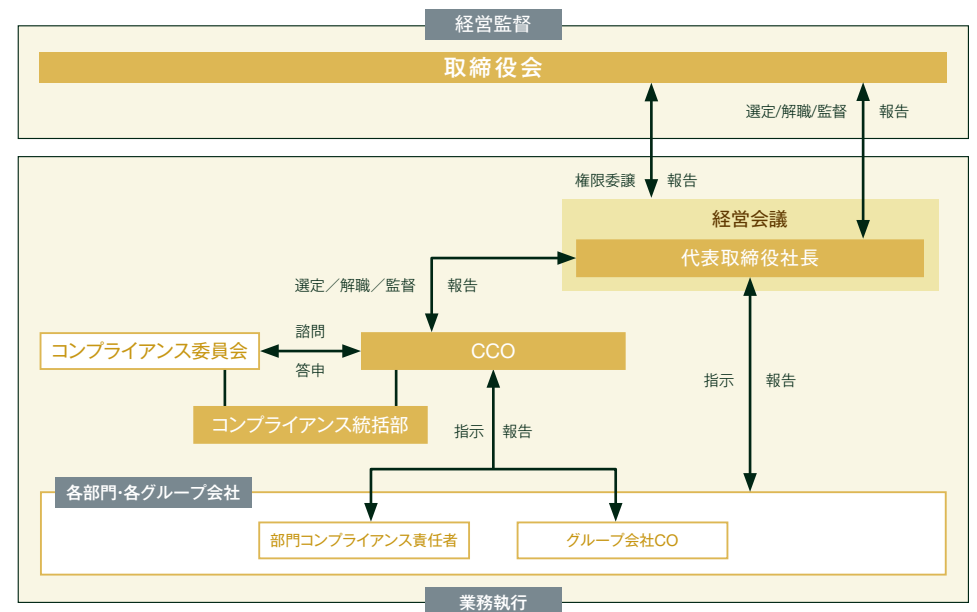 経営監督
取締役会
選定/解職/監督
報告
権限委譲
報告
経営会議
代表取締役社長
選定／解職／監督
報告
諮問
コンプライアンス委員会
CCO
答申
指示
報告
コンプライアンス統括部
指示
報告
各部門・各グループ会社
部門コンプライアンス責任者
グループ会社CO
業務執行